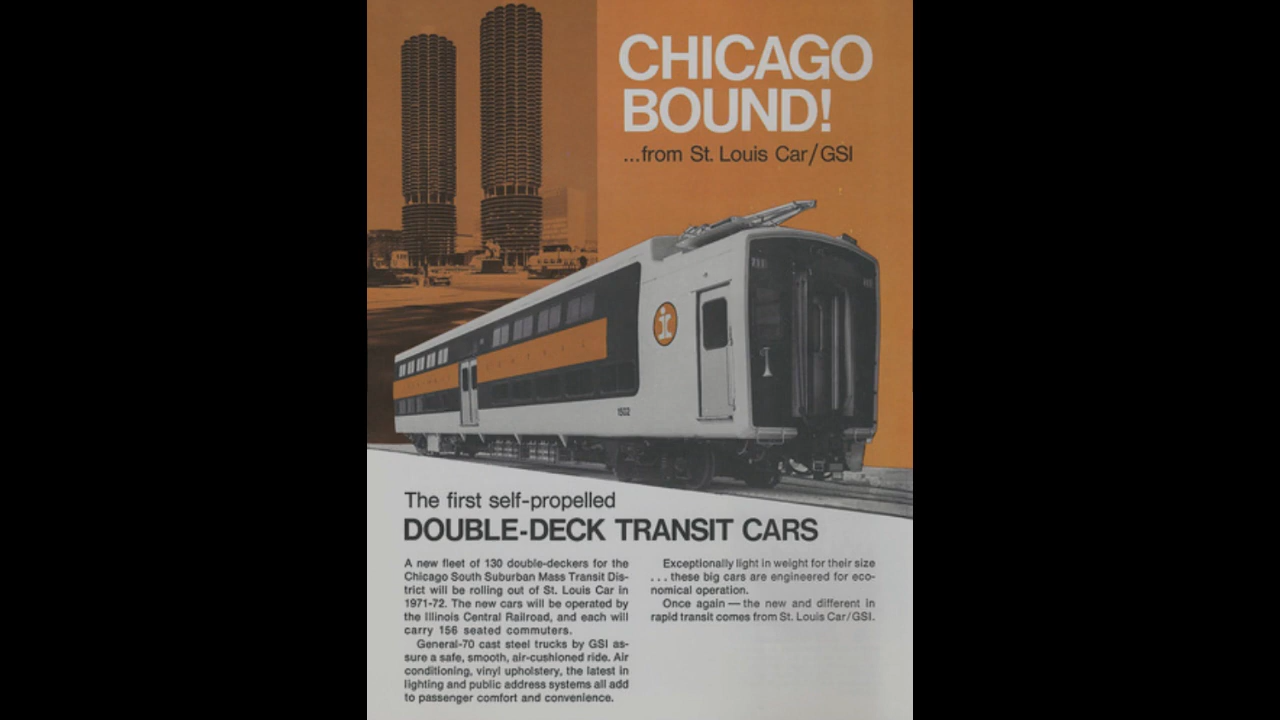 CHICAGO
BOUND!
...from St. Louis Car/GSI
ic
1502
The first self-propelled
DOUBLE-DECK TRANSIT CARS
A new fleet of 130 double-deckers for the
Chicago South Suburban Mass Transit Dis-
trict will be rolling out of St. Louis Car in
1971-72. The new cars will be operated by
the Illinois Central Railroad, and each will
carry 156 seated commuters.
General-70 cast steel trucks by GSI as-
sure a safe, smooth, air-cushioned ride. Air
conditioning, vinyl upholstery, the latest in
lighting and public address systems all add
to passenger comfort and convenience.
Exceptionally light in weight for their size
. . . these big cars are engineered for eco-
nomical operation.
Once again — the new and different in
rapid transit comes from St. Louis Car/GSI.